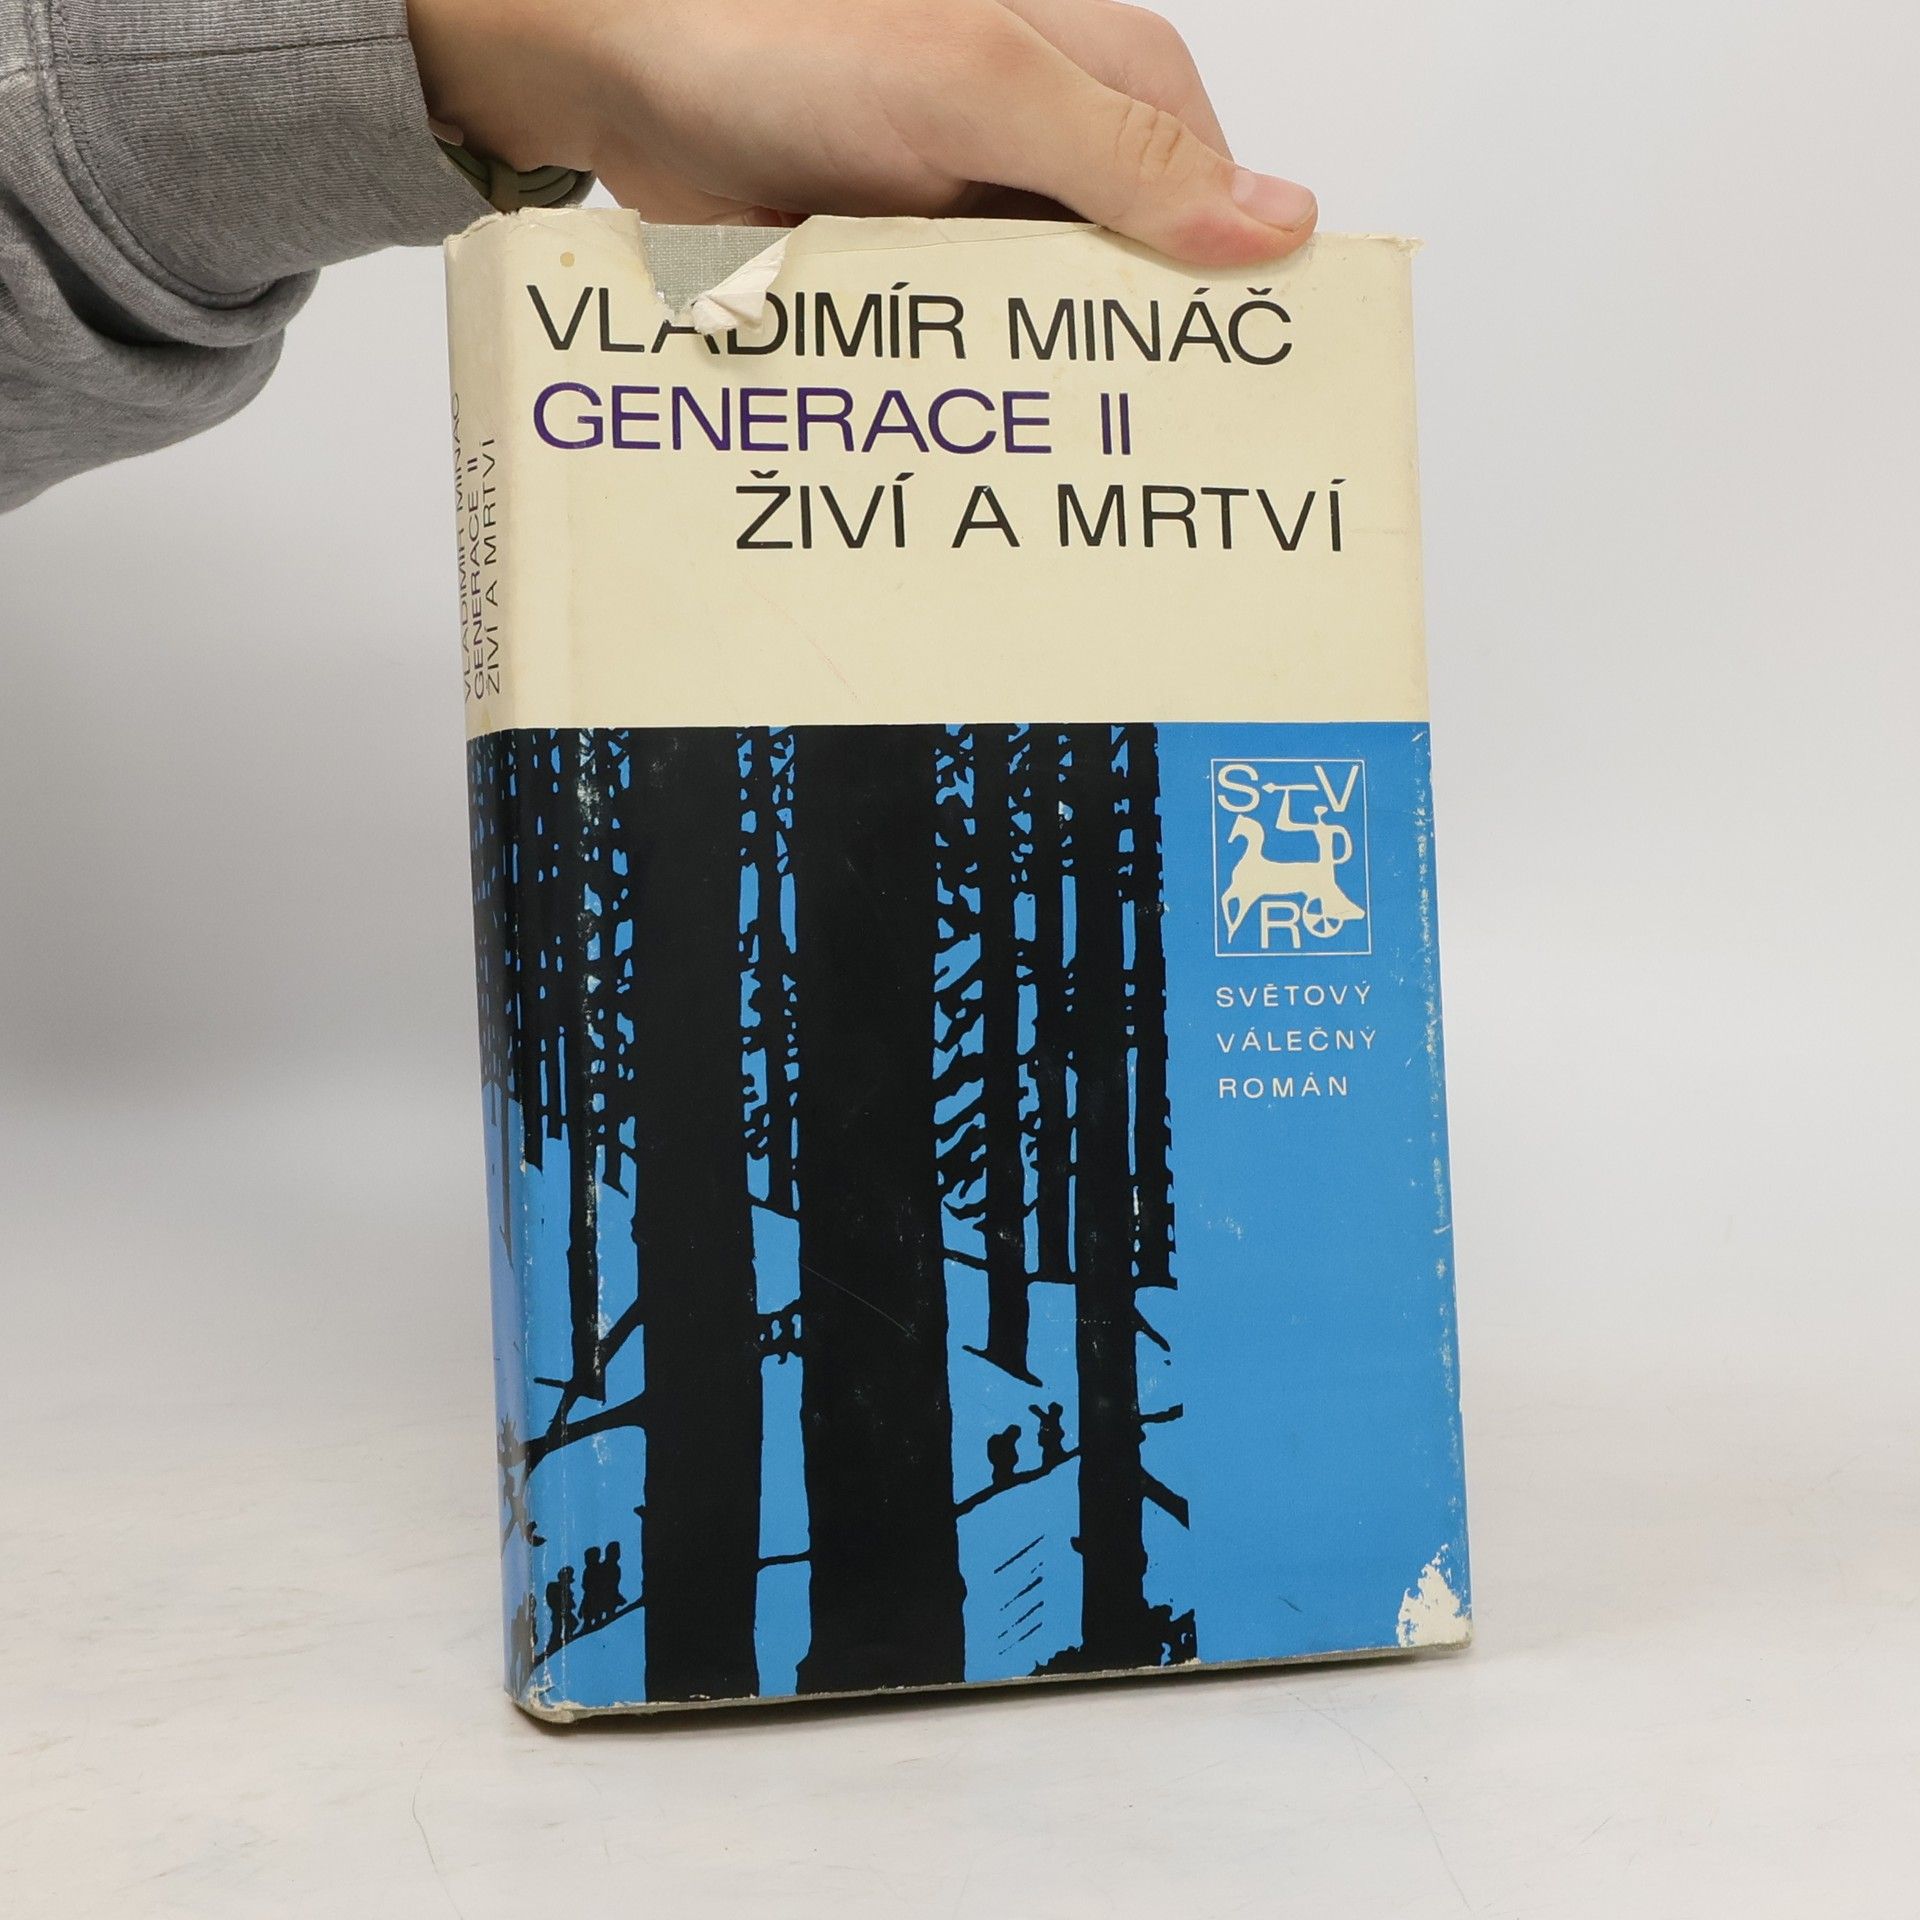 VLADIMÍR MINÁČ
GENERACE II
ŽIVÍ A MRTVÍ
VLADIMÍR MINÁČ
GENERACE II
ŽIVÍ A MRTVÍ
S V
R
SVĚTOVÝ
VÁLEČNÝ
ROMÁN